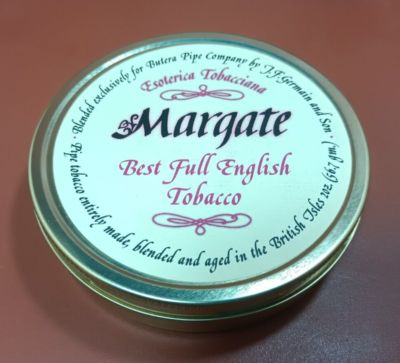 · Blended exclusively for Butera Pipe Company by J.F. Germain and Son ·
Esoterica Tobacciana
Margate
Best Full English
Tobacco
Pipe tobacco entirely made, blended and aged in the British Isles 2oz (56,7 gm.)